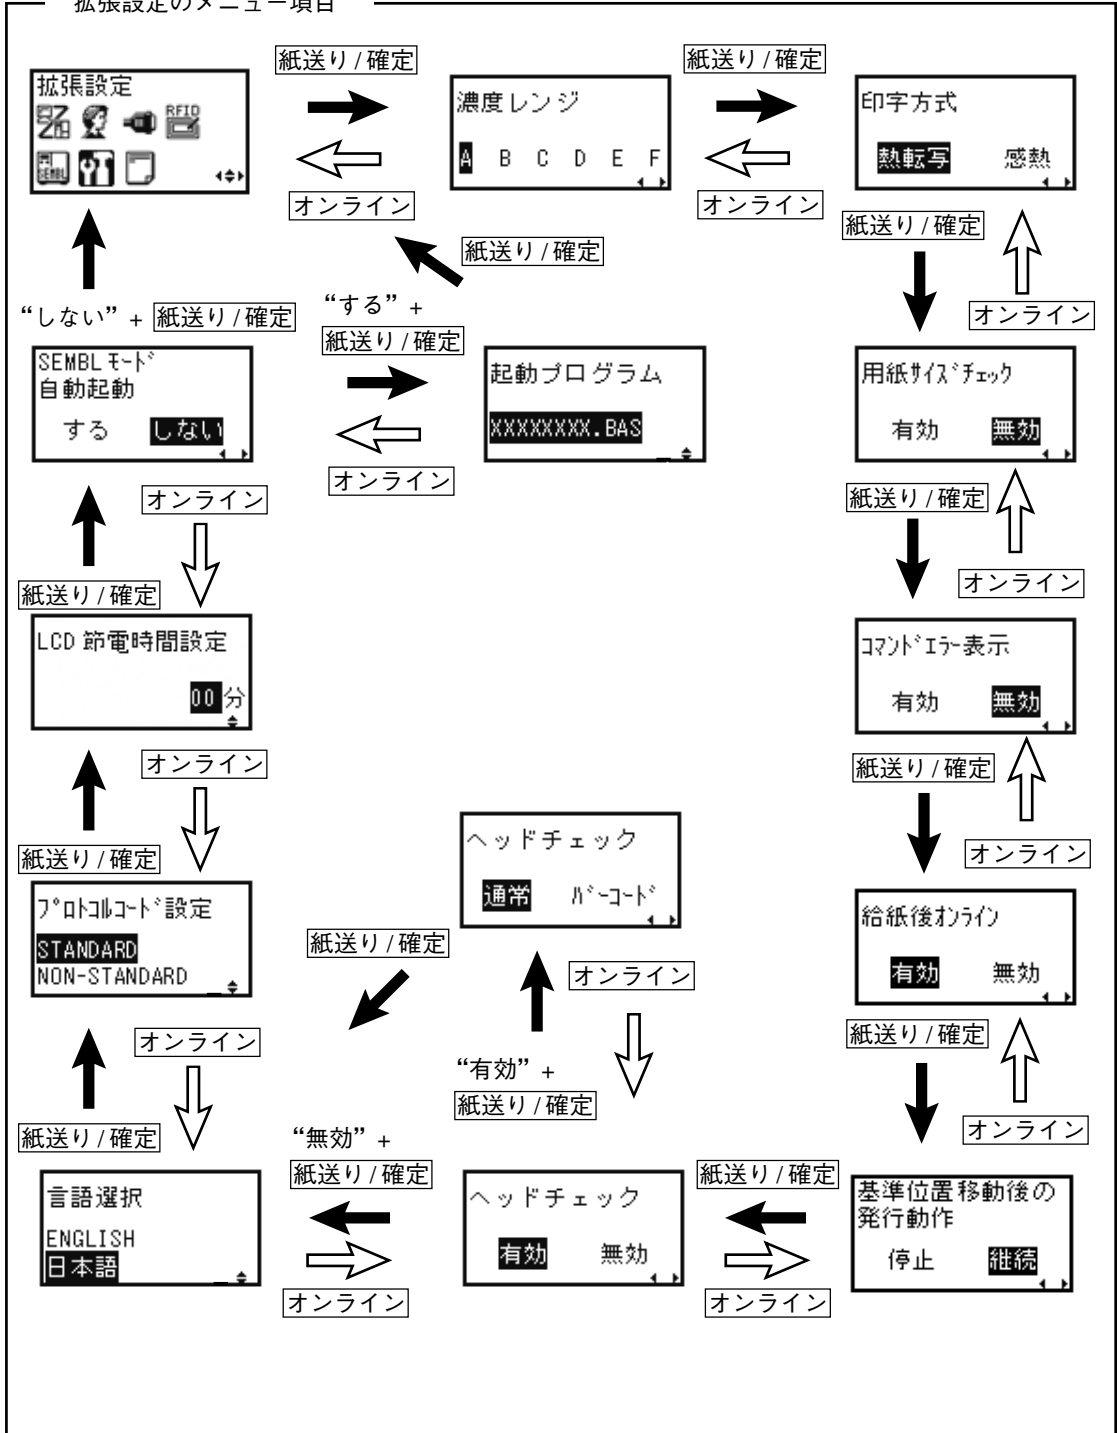 拡張設定のメニュー項目
紙送り/確定
紙送り/確定
拡張設定
RFID
SEMBL
濃度レンジ
A B C D E F
印字方式
熱転写 感熱
オンライン
オンライン
紙送り/確定
紙送り/確定
オンライン
“しない” + 紙送り/確定
“する” +
紙送り/確定
SEMBL ﾓｰﾄﾞ
自動起動
する しない
起動プログラム
XXXXXXXX.BAS
用紙ｻｲｽﾞﾁｪｯｸ
有効 無効
オンライン
オンライン
紙送り/確定
オンライン
紙送り/確定
LCD 節電時間設定
00分
ｺﾏﾝﾄﾞｴﾗｰ表示
有効 無効
オンライン
紙送り/確定
オンライン
紙送り/確定
ヘッドチェック
通常 ﾊﾞｰｺｰﾄﾞ
ﾌﾟﾛﾄｺﾙｺｰﾄﾞ設定
STANDARD
NON-STANDARD
給紙後ｵﾝﾗｲﾝ
有効 無効
紙送り/確定
オンライン
オンライン
紙送り/確定
オンライン
“有効” +
紙送り/確定
紙送り/確定
“無効” +
紙送り/確定
紙送り/確定
言語選択
ENGLISH
日本語
ヘッドチェック
有効 無効
基準位置移動後の
発行動作
停止 継続
オンライン
オンライン